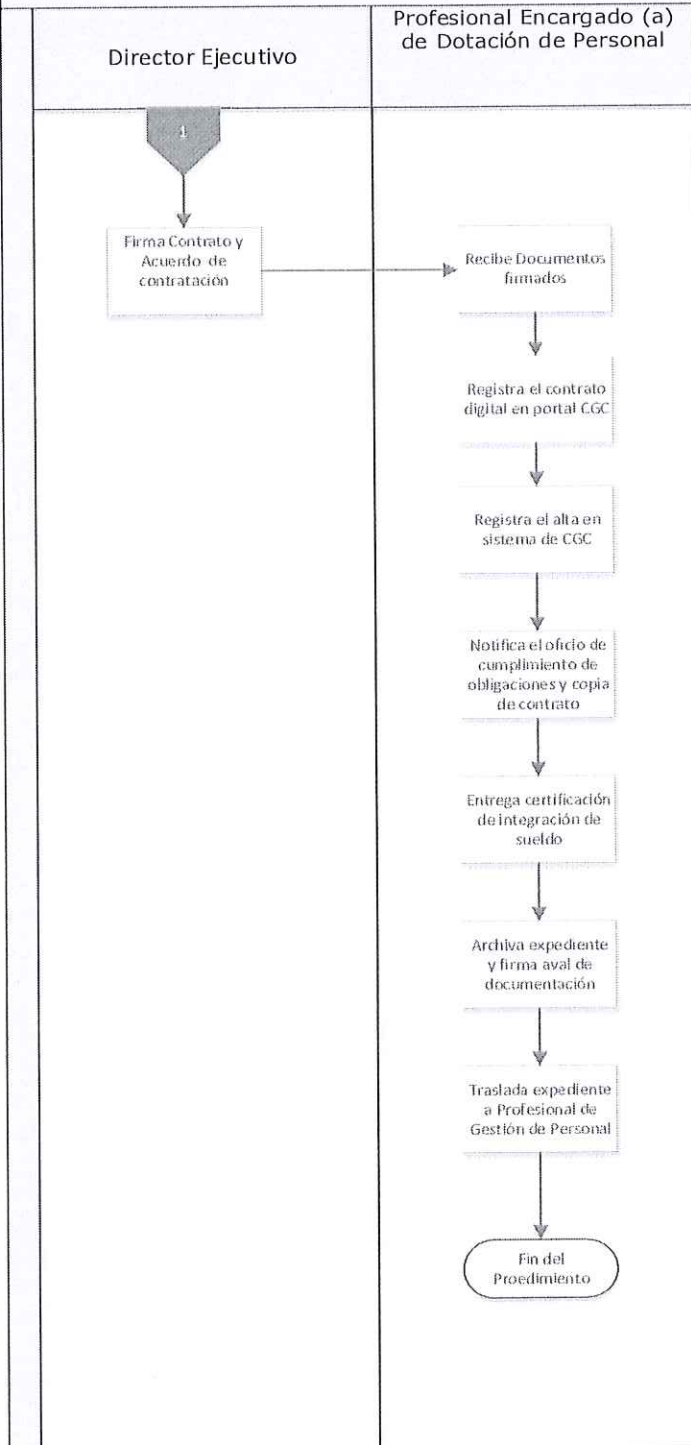 Director Ejecutivo
Profesional Encargado (a)
de Dotación de Personal
1
Firma Contrato y
Acuerdo de
contratación
Recibe Documentos
firmados
Registra el contrato
digital en portal CGC
Registra el alta en
sistema de CGC
Notifica el oficio de
cumplimiento de
obligaciones y copia
de contrato
Entrega certificación
de integración de
sueldo
Archiva expediente
y firma aval de
documentación
Traslada expediente
a Profesional de
Gestión de Personal
Fin del
Proedimiento